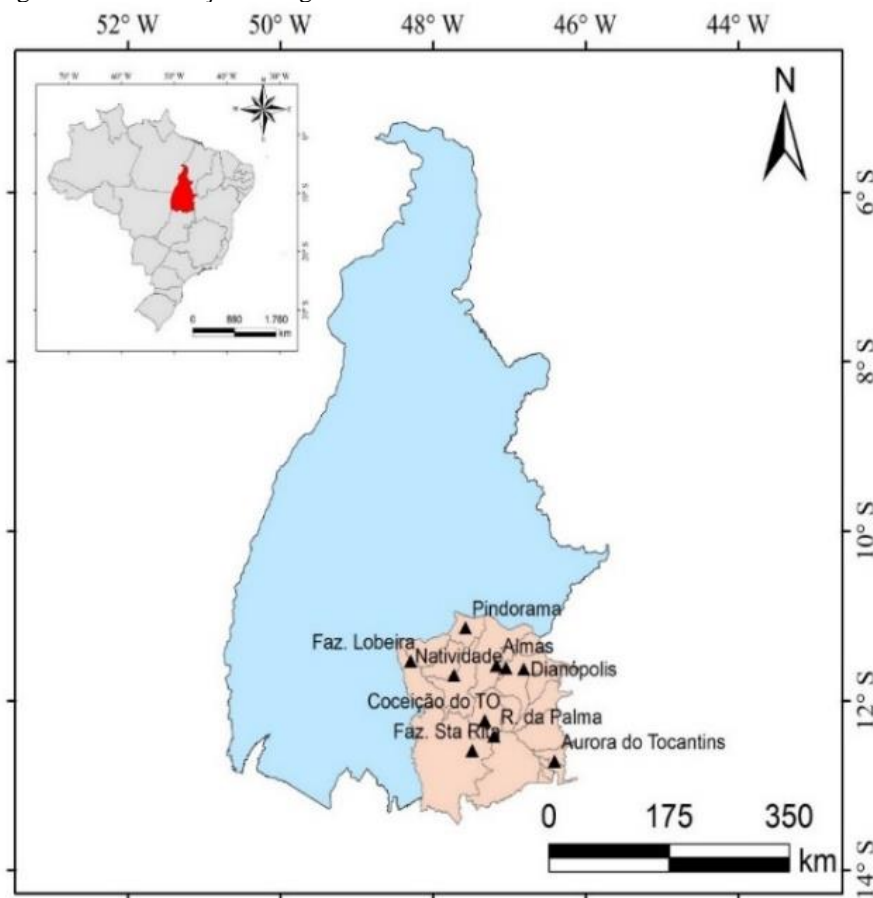 52° W 50° W 48° W 46° W 44° W
N
6° S
8° S
10° S
12° S
14° S
0 880 1.760
km
Pindorama
Faz. Lobeira
Almas
Natividade
Dianópolis
Coceição do TO
R. da Palma
Faz. Sta Rita
Aurora do Tocantins
0 175 350
km